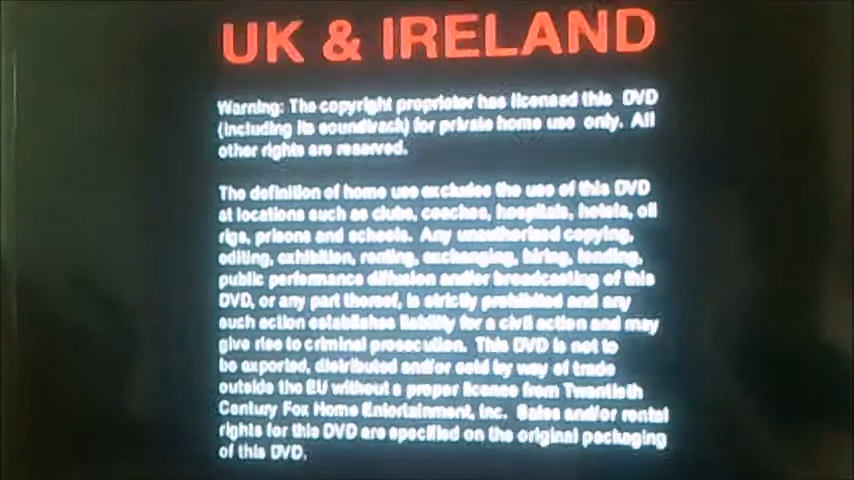 UK & IRELAND
Warning: The copyright proprietor has licensed this DVD
(including its soundtrack) for private home use only. All
other rights are reserved.
The definition of home use excludes the use of this DVD
at locations such as clubs, coaches, hospitals, hotels, oil
rigs, prisons and schools. Any unauthorized copying,
editing, exhibition, renting, exchanging, hiring, lending,
public performance diffusion and/or broadcasting of this
DVD, or any part thereof, is strictly prohibited and any
such action establishes liability for a civil action and may
give rise to criminal prosecution. This DVD is not to
be exported, distributed and/or sold by way of trade
outside the EU without a proper license from Twentieth
Century Fox Home Entertainment, Inc. Sales and/or rental
rights for this DVD are specified on the original packaging
of this DVD.